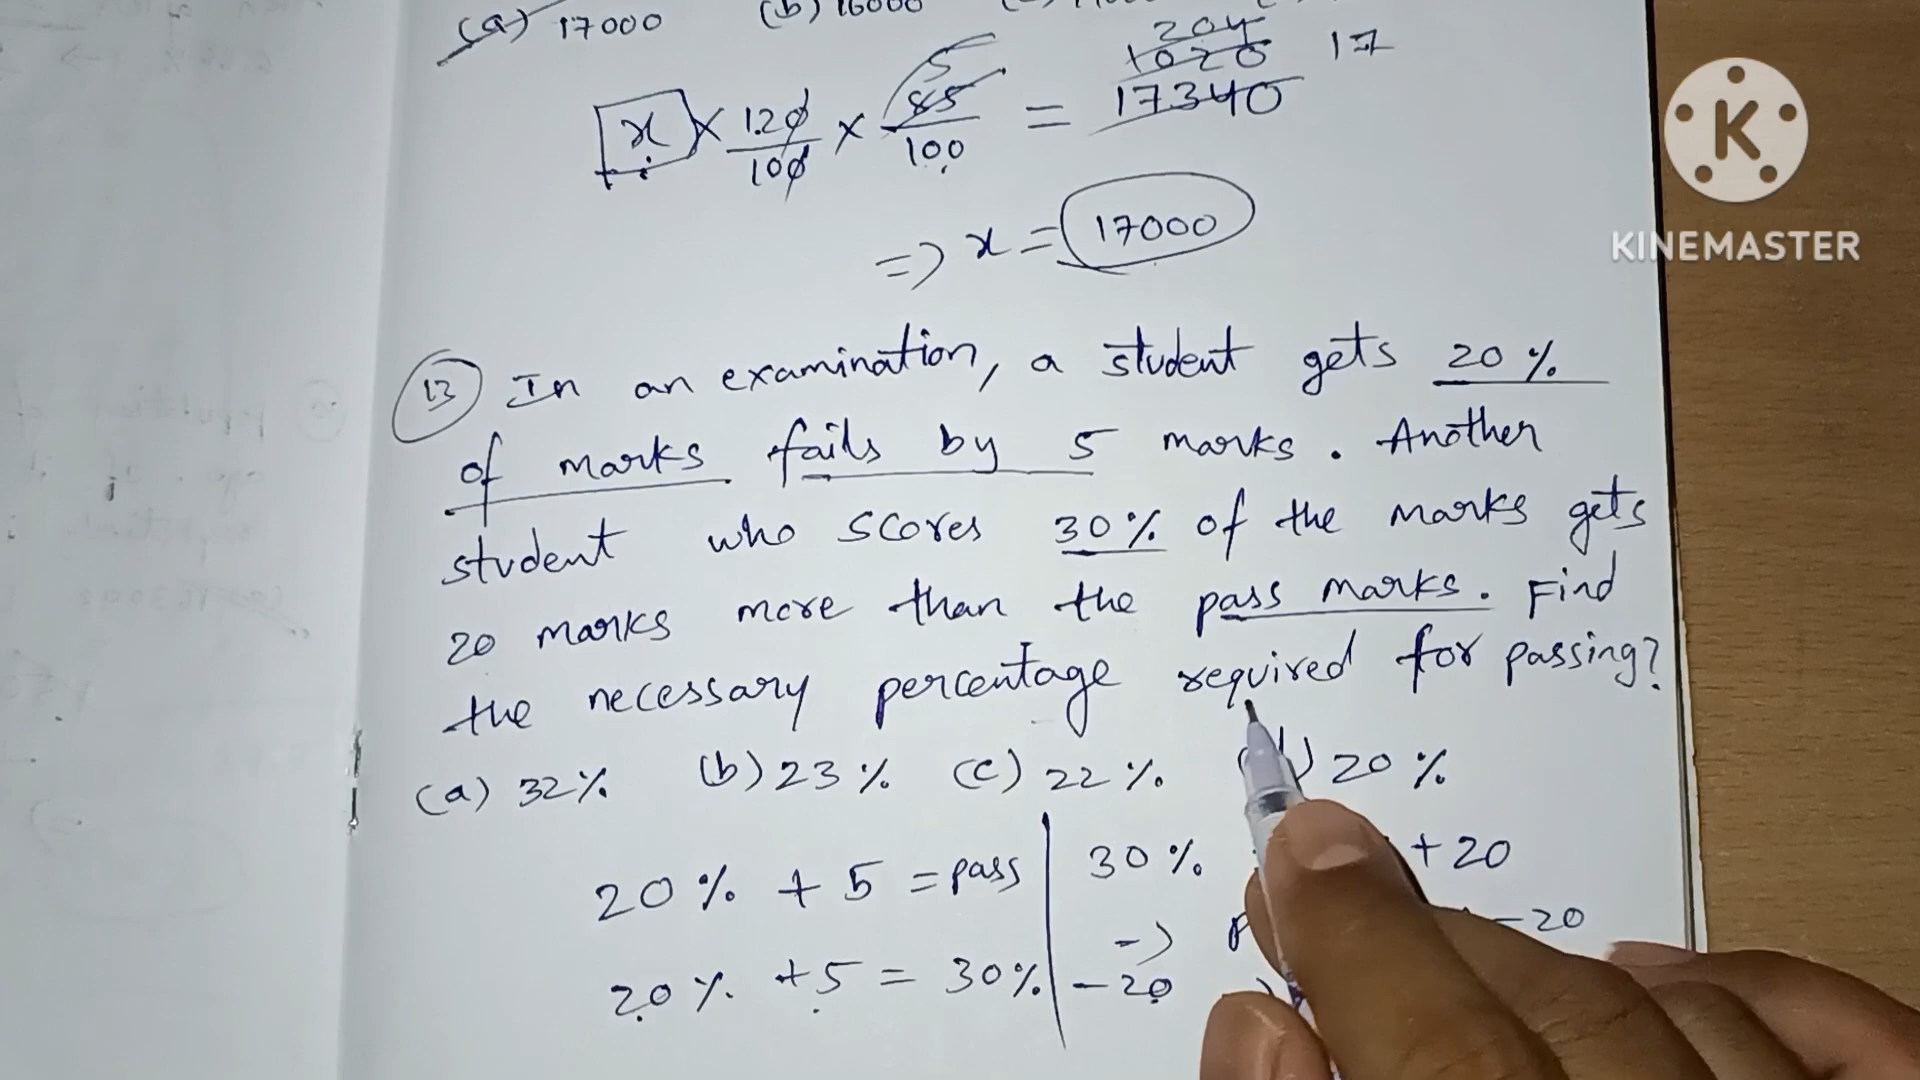 (a) 17000 (b) 16000
204
1020 17
5
x × 120/100 × 85/100 = 17340
=> x = 17000
K
KINEMASTER
13 In an examination, a student gets 20%
of marks fails by 5 marks. Another
student who scores 30% of the marks gets
20 marks more than the pass marks. Find
the necessary percentage required for passing?
(a) 32% (b) 23% (c) 22% (d) 20%
20% + 5 = pass 30% + 20
-> p -20
20% + 5 = 30% - 20